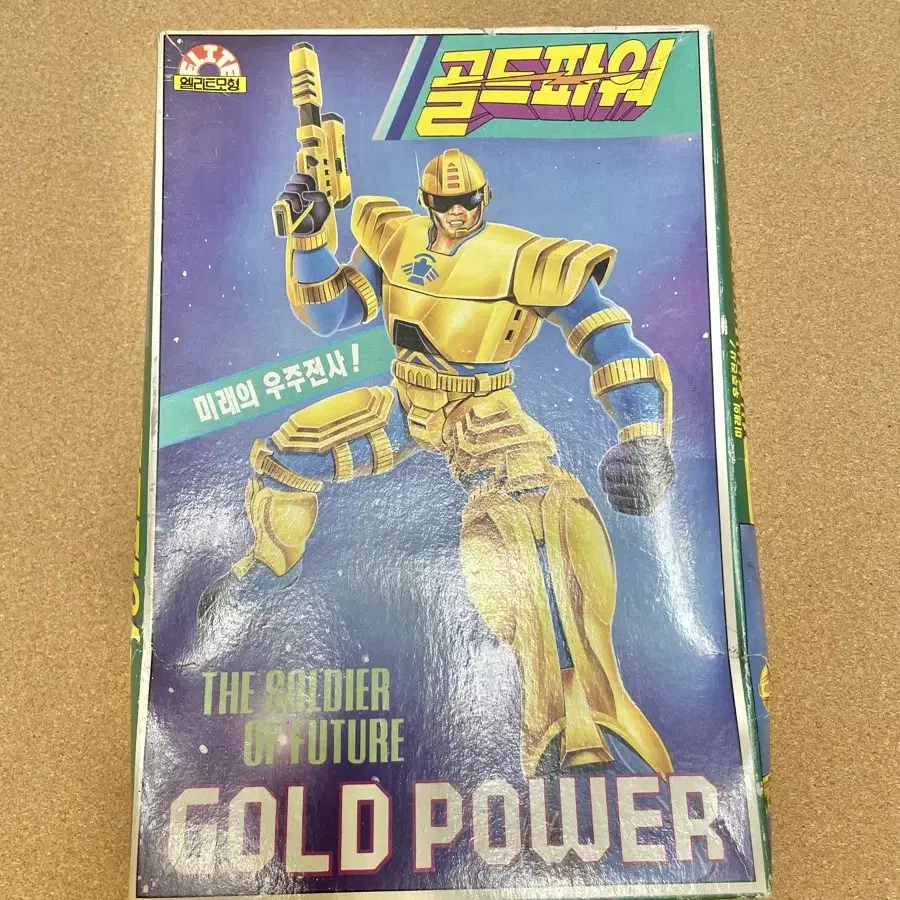 ELITE
엘리트모형
골드파워
미래의 우주전사!
THE SOLDIER
OF FUTURE
GOLD POWER